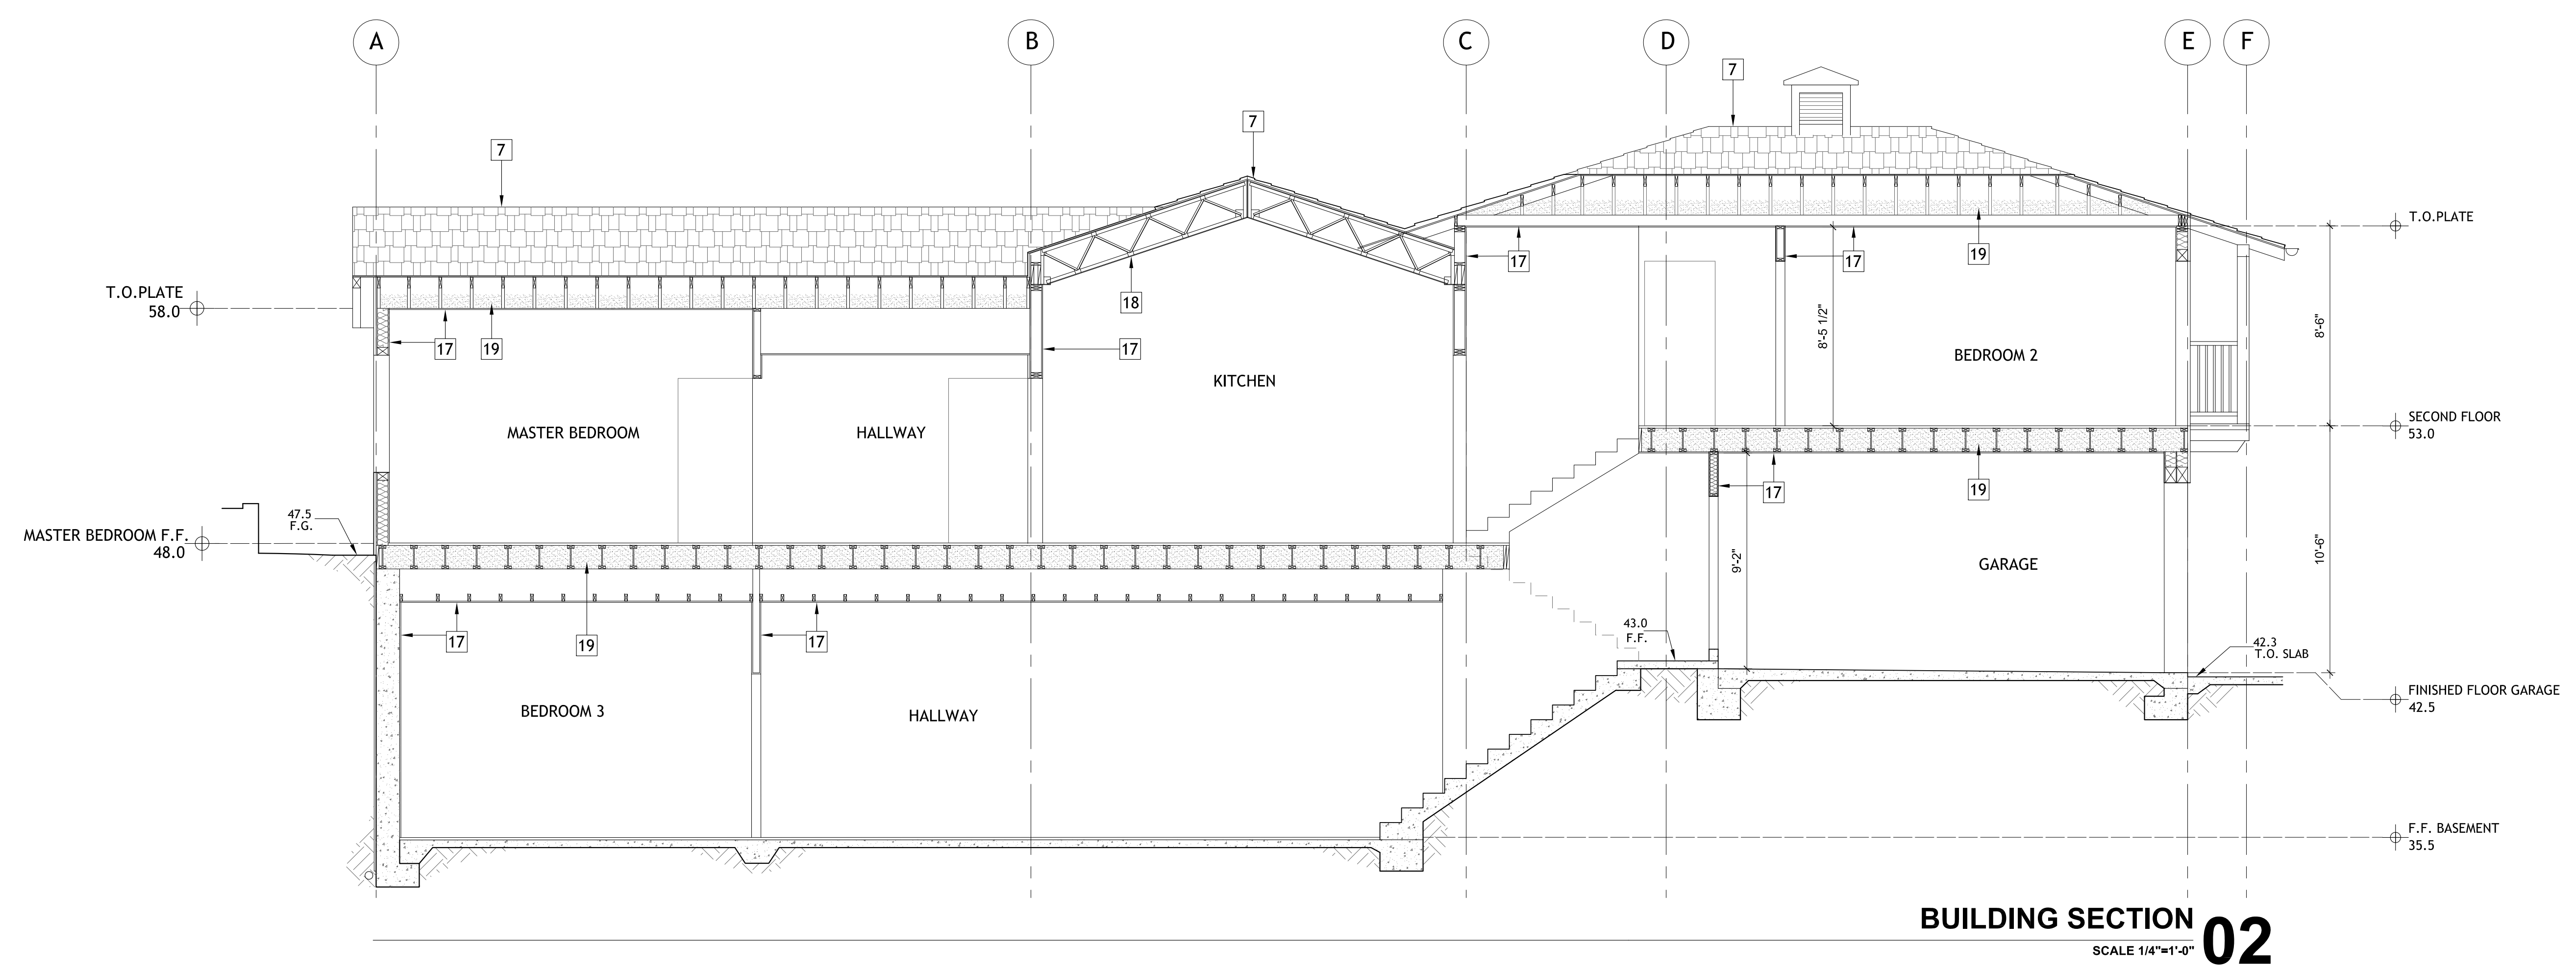 A
B
C
D
E
F
7
7
7
T.O.PLATE
T.O.PLATE
58.0
17
19
18
17
17
17
19
8'-5 1/2"
8'-6"
KITCHEN
BEDROOM 2
MASTER BEDROOM
HALLWAY
SECOND FLOOR
53.0
17
19
47.5
F.G.
MASTER BEDROOM F.F.
48.0
9'-2"
GARAGE
10'-6"
43.0
F.F.
17
19
17
42.3
T.O. SLAB
FINISHED FLOOR GARAGE
42.5
BEDROOM 3
HALLWAY
F.F. BASEMENT
35.5
BUILDING SECTION
SCALE 1/4"=1'-0"
02